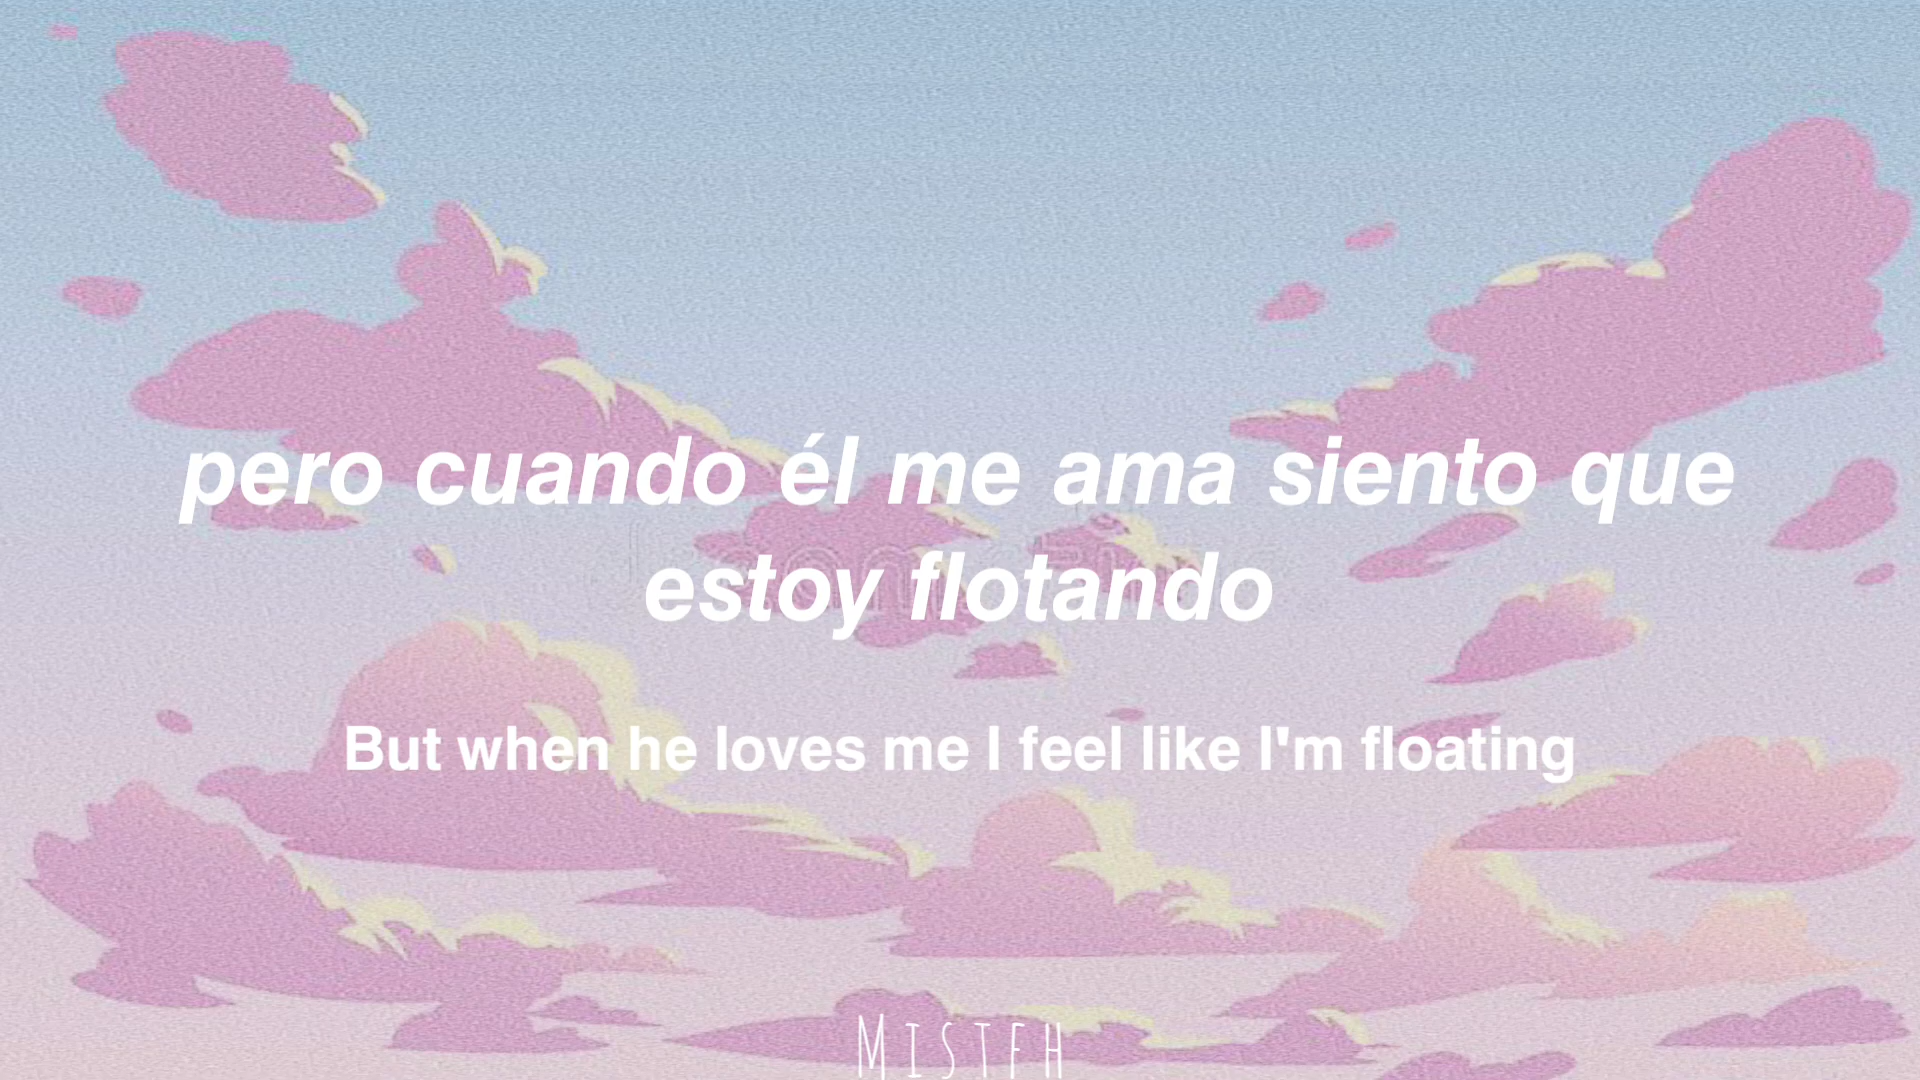 pero cuando él me ama siento que
estoy flotando
But when he loves me I feel like I'm floating
MISTFH